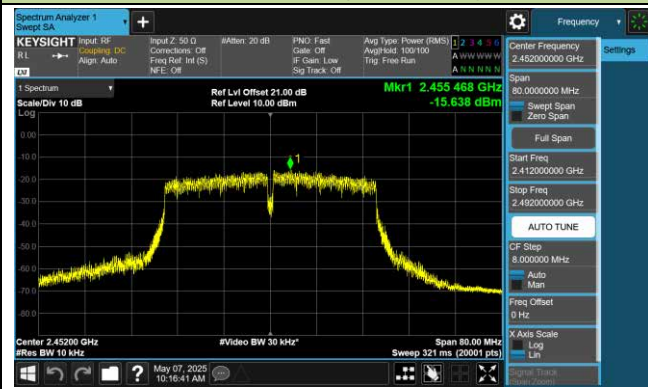 Spectrum Analyzer 1
Swept SA
Frequency
KEYSIGHT
RL
LXI
Input: RF
Coupling: DC
Align: Auto
Input Z: 50 Ω
Corrections: Off
Freq Ref: Int (S)
NFE: Off
#Atten: 20 dB
PNO: Fast
Gate: Off
IF Gain: Low
Sig Track: Off
Avg Type: Power (RMS)
Avg|Hold: 100/100
Trig: Free Run
1 2 3 4 5 6
A W W W W W
A N N N N N
1 Spectrum
Scale/Div 10 dB
Log
Ref Lvl Offset 21.00 dB
Ref Level 10.00 dBm
Mkr1 2.455 468 GHz
-15.638 dBm
1
0.00
-10.0
-20.0
-30.0
-40.0
-50.0
-60.0
-70.0
-80.0
Center 2.45200 GHz
#Res BW 10 kHz
#Video BW 30 kHz*
Span 80.00 MHz
Sweep 321 ms (20001 pts)
May 07, 2025
10:16:41 AM
Center Frequency
2.452000000 GHz
Settings
Span
80.0000000 MHz
Swept Span
Zero Span
Full Span
Start Freq
2.412000000 GHz
Stop Freq
2.492000000 GHz
AUTO TUNE
CF Step
8.000000 MHz
Auto
Man
Freq Offset
0 Hz
X Axis Scale
Log
Lin
Signal Track
(Span Zoom)